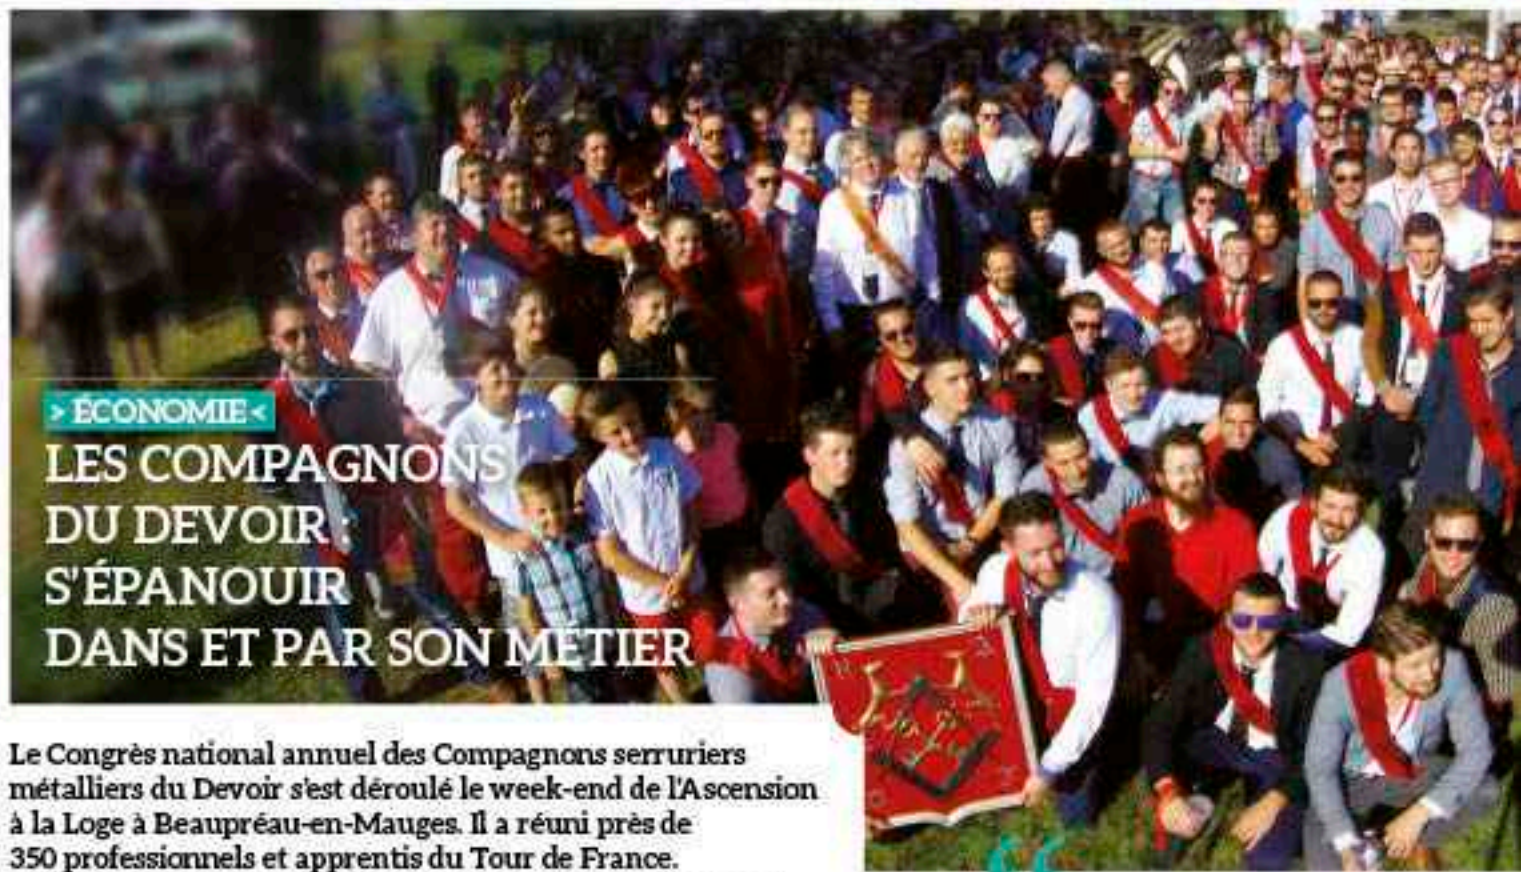 > ÉCONOMIE <
LES COMPAGNONS
DU DEVOIR :
S'ÉPANOUIR
DANS ET PAR SON MÉTIER
Le Congrès national annuel des Compagnons serruriers
métalliers du Devoir s'est déroulé le week-end de l'Ascension
à la Loge à Beaupréau-en-Mauges. Il a réuni près de
350 professionnels et apprentis du Tour de France.